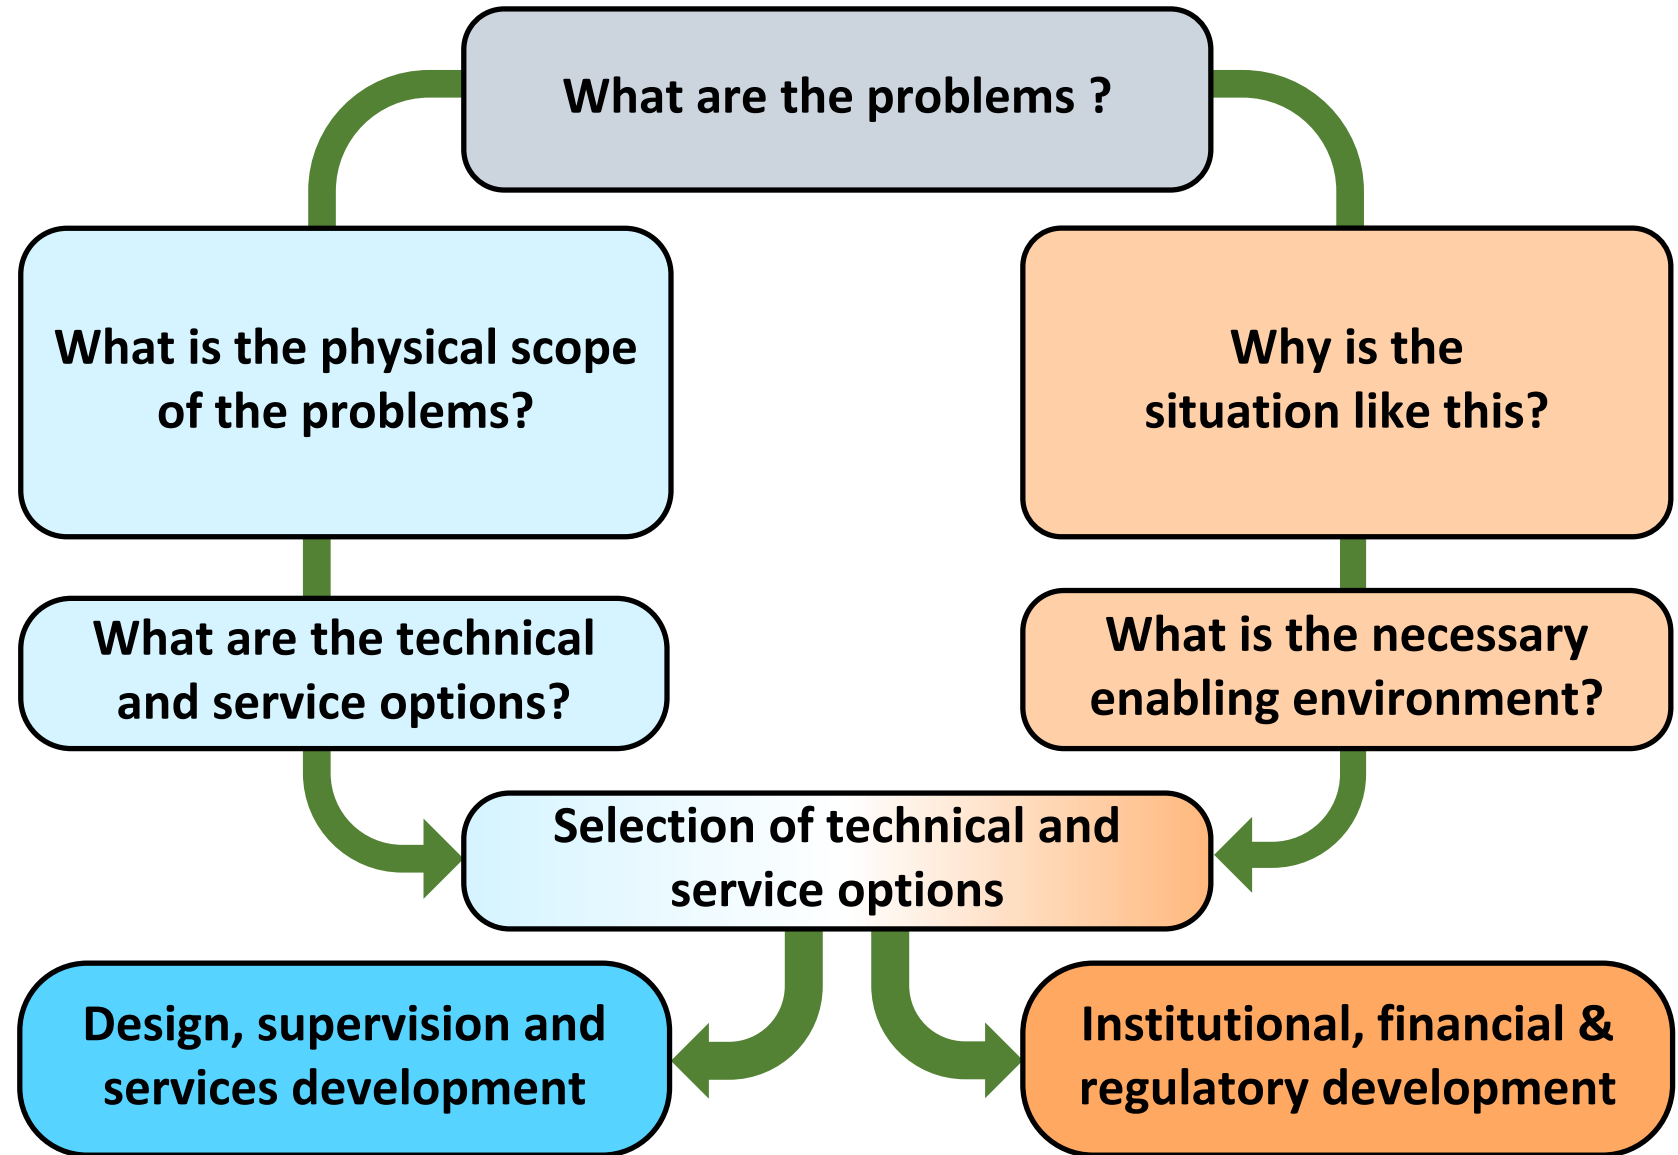 What are the problems ?
What is the physical scope
of the problems?
Why is the
situation like this?
What are the technical
and service options?
What is the necessary
enabling environment?
Selection of technical and
service options
Design, supervision and
services development
Institutional, financial &
regulatory development